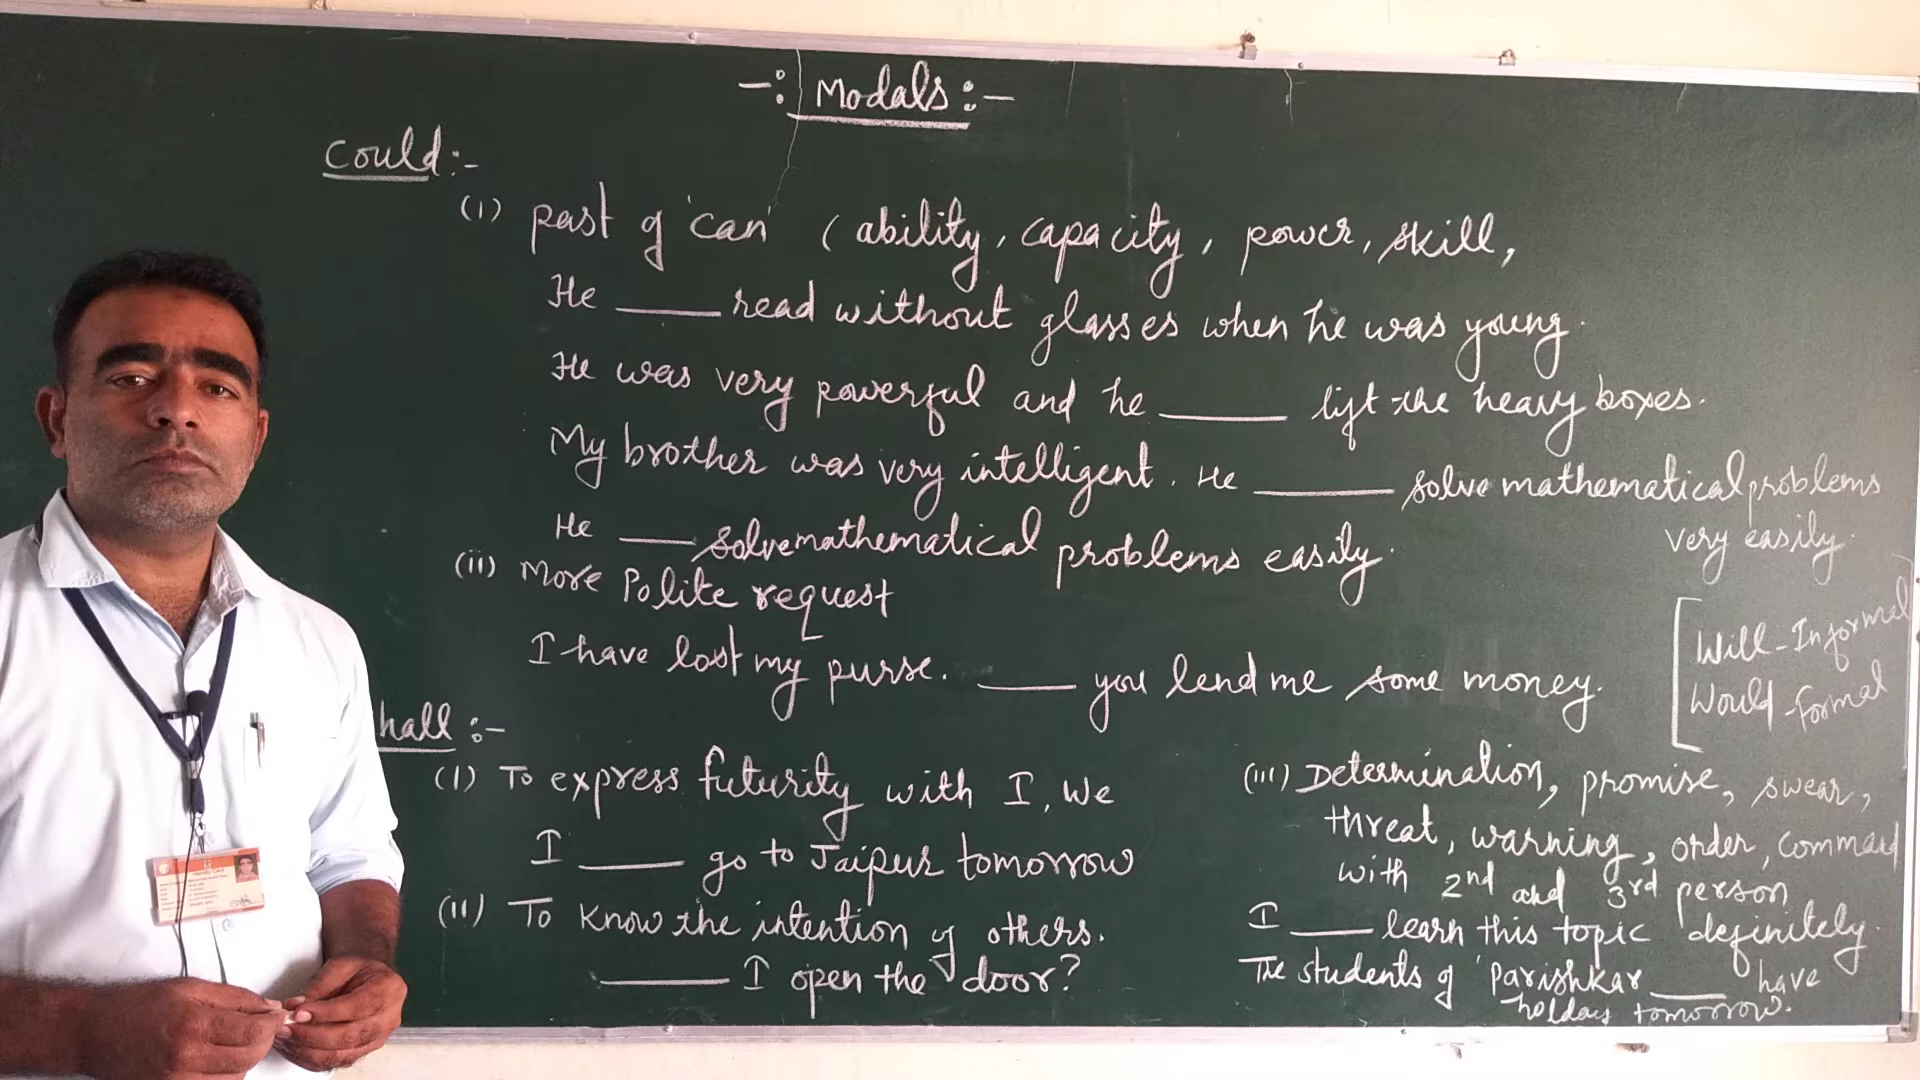 -: Modals :-
Could :-
(i) past of 'can' ( ability, capacity, power, skill,
He ____ read without glasses when he was young.
He was very powerful and he ____ lift the heavy boxes.
My brother was very intelligent. He ____ solve mathematical problems
very easily.
He ____ solve mathematical problems easily.
(ii) More Polite request
I have lost my purse. ____ you lend me some money.
Will - Informal
Would - formal
hall :-
(i) To express futurity with I, we
I ____ go to Jaipur tomorrow
(ii) To know the intention of others.
____ I open the door?
(iii) Determination, promise, swear,
threat, warning, order, command
with 2nd and 3rd person
I ____ learn this topic definitely.
The students of 'Parishkar ____ have
holiday tomorrow.